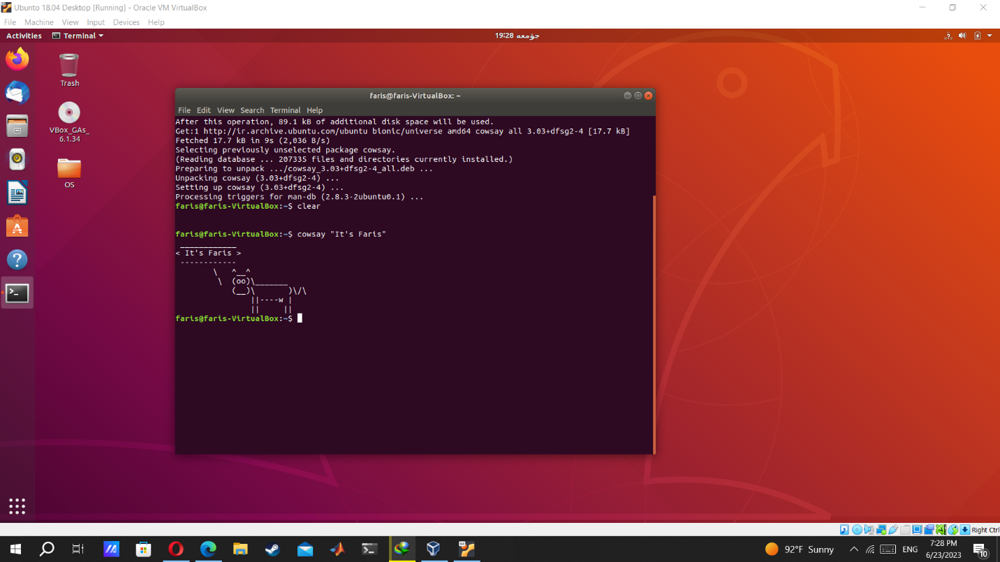 Ubunto 18.04 Desktop [Running] - Oracle VM VirtualBox
File Machine View Input Devices Help
Activities Terminal جۆمعه 19:28
Trash
VBox_GAs_
6.1.34
OS
faris@faris-VirtualBox: ~
File Edit View Search Terminal Help
After this operation, 89.1 kB of additional disk space will be used.
Get:1 http://ir.archive.ubuntu.com/ubuntu bionic/universe amd64 cowsay all 3.03+dfsg2-4 [17.7 kB]
Fetched 17.7 kB in 9s (2,036 B/s)
Selecting previously unselected package cowsay.
(Reading database ... 207335 files and directories currently installed.)
Preparing to unpack .../cowsay_3.03+dfsg2-4_all.deb ...
Unpacking cowsay (3.03+dfsg2-4) ...
Setting up cowsay (3.03+dfsg2-4) ...
Processing triggers for man-db (2.8.3-2ubuntu0.1) ...
faris@faris-VirtualBox:~$ clear
faris@faris-VirtualBox:~$ cowsay "It's Faris"
 ____________
< It's Faris >
 ------------
        \   ^__^
         \  (oo)\_______
            (__)\       )\/\
                ||----w |
                ||     ||
faris@faris-VirtualBox:~$
Right Ctrl
92°F Sunny
ENG
7:28 PM
6/23/2023
10